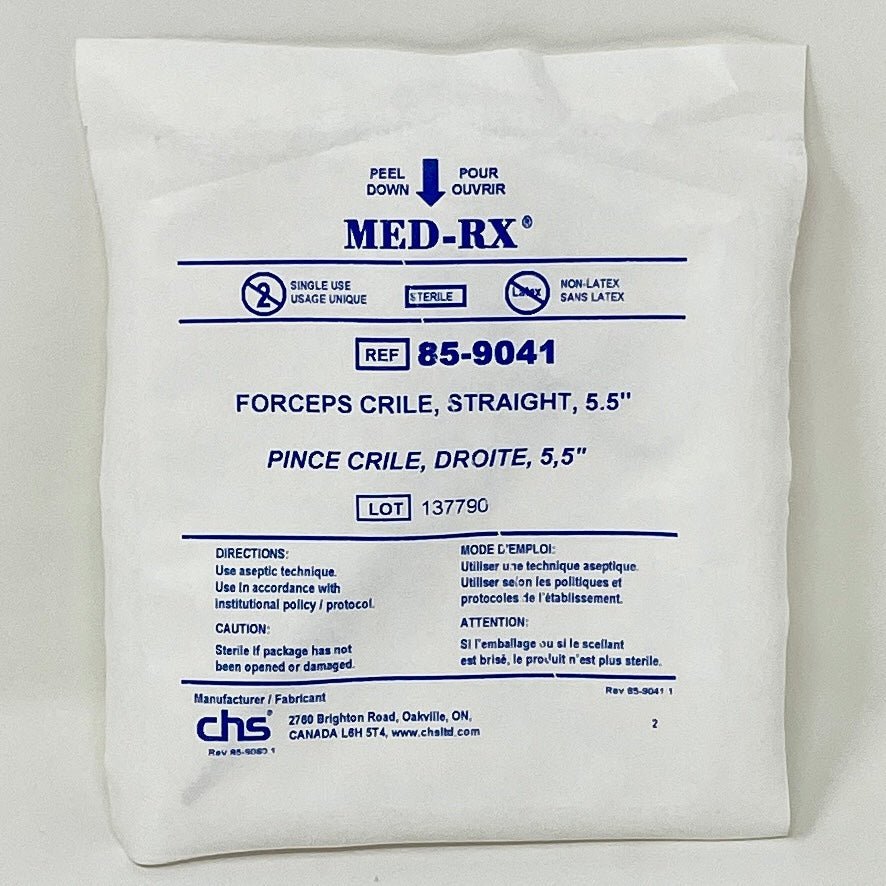 PEEL DOWN
POUR OUVRIR
MED-RX®
2 SINGLE USE
USAGE UNIQUE
STERILE
Latex NON-LATEX
SANS LATEX
REF 85-9041
FORCEPS CRILE, STRAIGHT, 5.5"
PINCE CRILE, DROITE, 5,5"
LOT 137790
DIRECTIONS:
Use aseptic technique.
Use in accordance with
institutional policy / protocol.
CAUTION:
Sterile if package has not
been opened or damaged.
MODE D'EMPLOI:
Utiliser une technique aseptique.
Utiliser selon les politiques et
protocoles de l'établissement.
ATTENTION:
Si l'emballage ou si le scellant
est brisé, le produit n'est plus sterile.
Manufacturer / Fabricant
chs®
2760 Brighton Road, Oakville, ON,
CANADA L6H 5T4, www.chsltd.com
Rev 85-9041 1
2